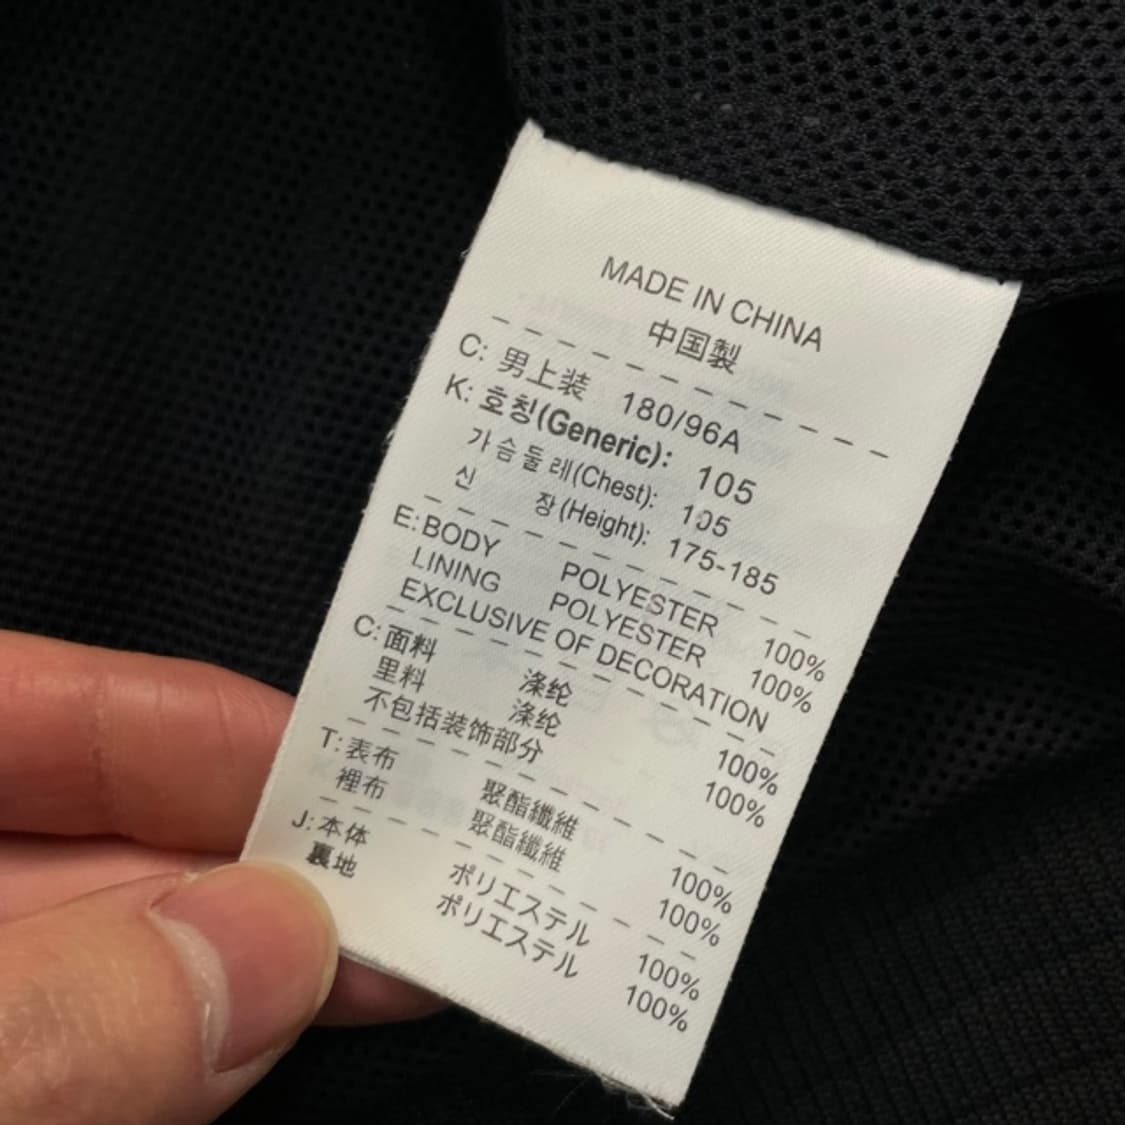 MADE IN CHINA
中国製
C: 男上装 180/96A
K: 호칭(Generic): 105
가슴둘레(Chest): 105
신 장(Height): 175-185
E: BODY POLYESTER 100%
LINING POLYESTER 100%
EXCLUSIVE OF DECORATION
C: 面料 涤纶 100%
里料 涤纶 100%
不包括装饰部分
T: 表布 聚酯纖維 100%
裡布 聚酯纖維 100%
J: 本体 ポリエステル 100%
裏地 ポリエステル 100%